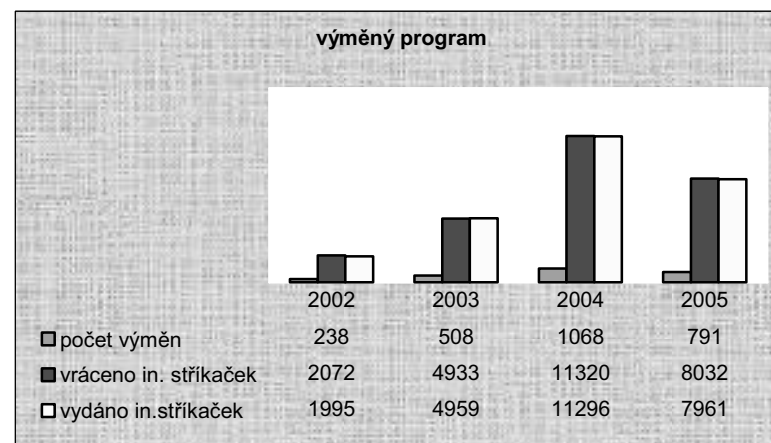 výměný program
2002 2003 2004 2005
počet výměn 238 508 1068 791
vráceno in. stříkaček 2072 4933 11320 8032
vydáno in.stříkaček 1995 4959 11296 7961